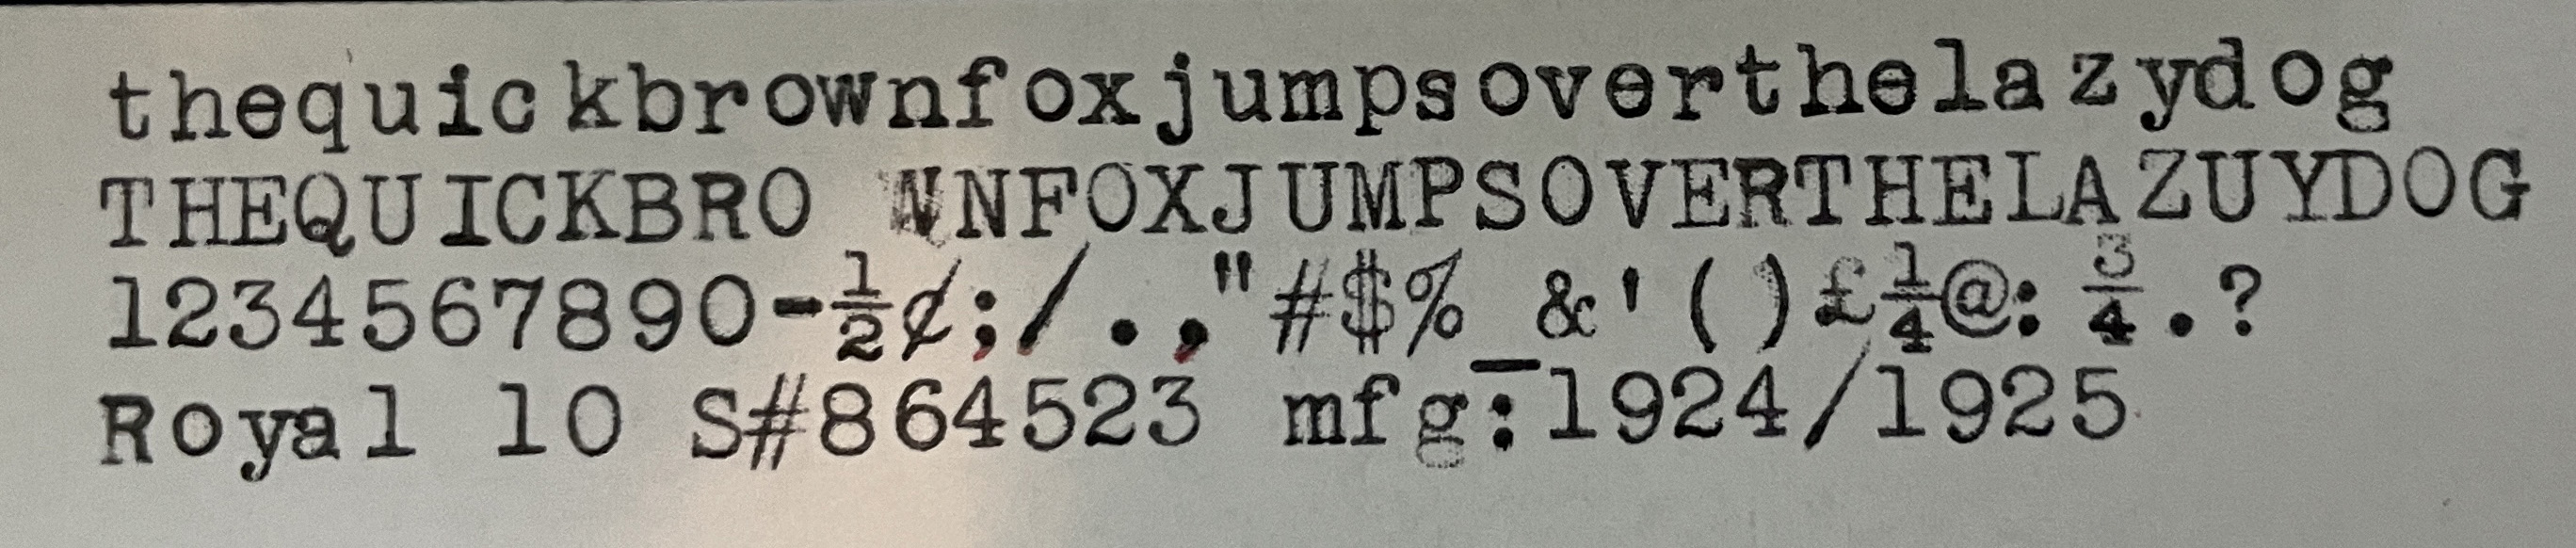 thequickbrownfoxjumpsoverthelazydog
THEQUICKBRO WNFOXJUMPSOVERTHELAZUYDOG
1234567890-½¢;/.,"#$%_&'()£¼@:¾.?
Royal 10 S#864523 mfg:1924/1925